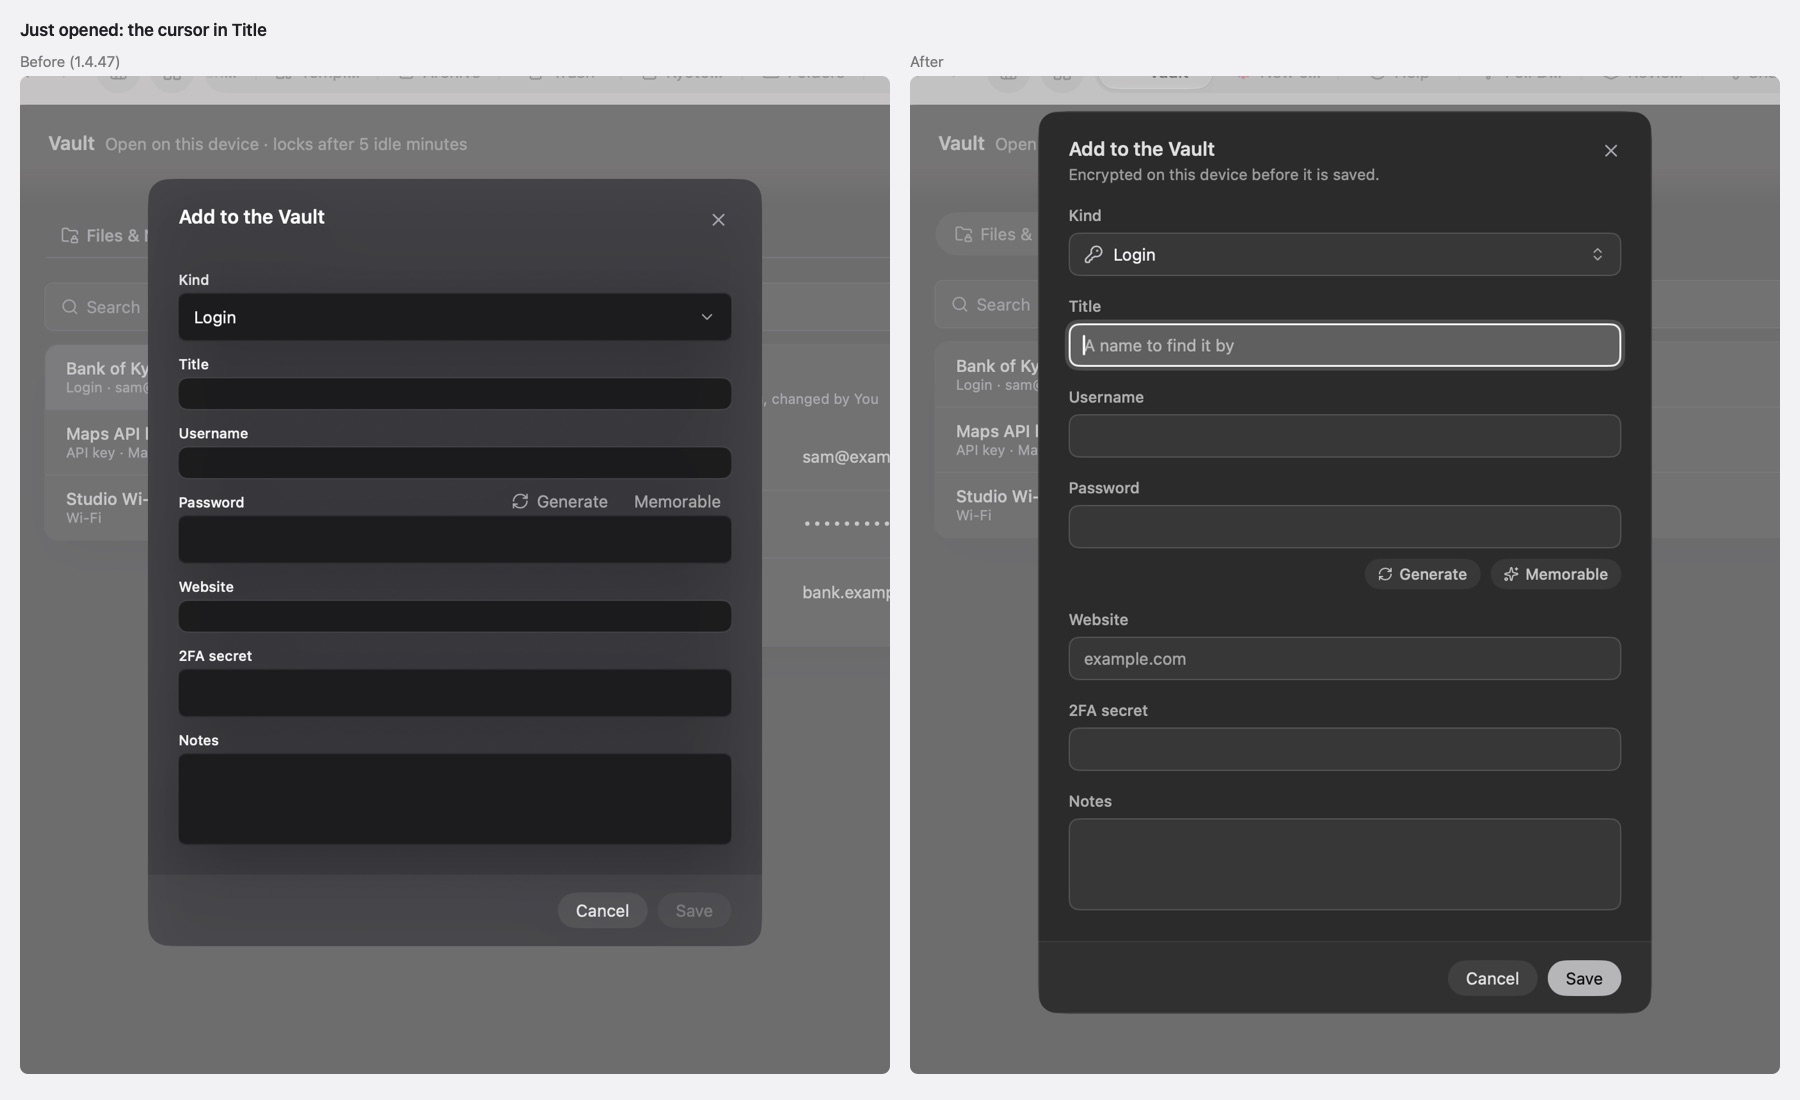 Just opened: the cursor in Title
Before (1.4.47)
Vault Open on this device · locks after 5 idle minutes
Files &
Search
Bank of Ky
Login · sam@
Maps API
API key · Ma
Studio Wi-
Wi-Fi
, changed by You
sam@exam
bank.examp
Add to the Vault
Kind
Login
Title
Username
Password
Generate
Memorable
Website
2FA secret
Notes
Cancel
Save
After
Vault Open
Files &
Search
Bank of Ky
Login · sam@
Maps API
API key · Ma
Studio Wi-
Wi-Fi
Add to the Vault
Encrypted on this device before it is saved.
Kind
Login
Title
A name to find it by
Username
Password
Generate
Memorable
Website
example.com
2FA secret
Notes
Cancel
Save